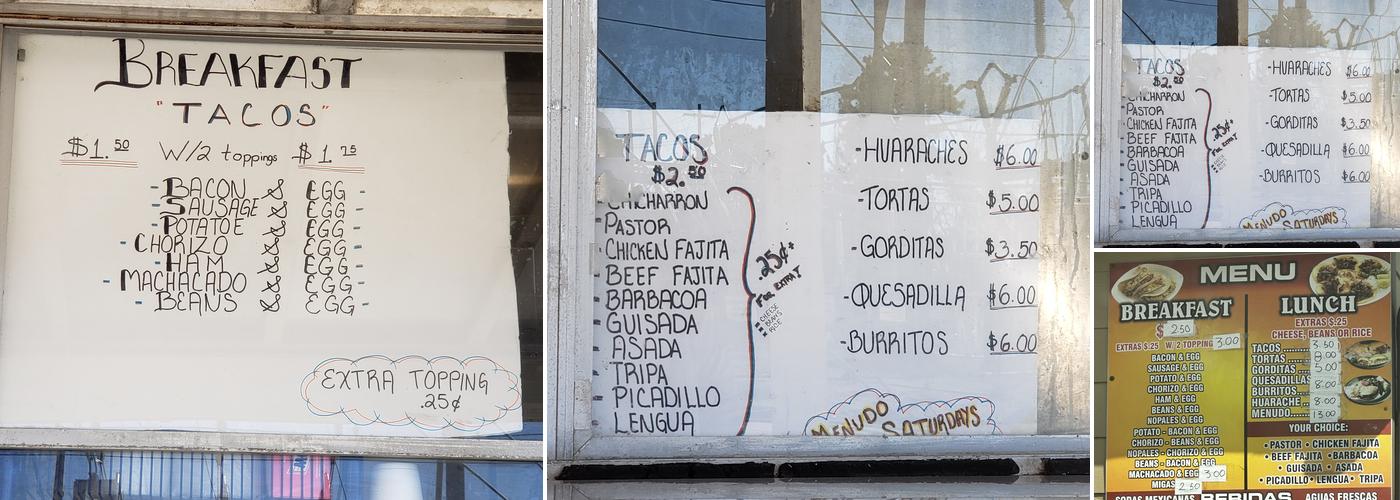 BREAKFAST
"TACOS"
$1.50 W/2 toppings $1.75
- BACON & EGG -
- SAUSAGE & EGG -
- POTATOE & EGG -
- CHORIZO & EGG -
- HAM & EGG -
- MACHACADO & EGG -
- BEANS & EGG -
EXTRA TOPPING
.25¢
TACOS
$2.50
CHICHARRON
PASTOR
CHICKEN FAJITA
BEEF FAJITA
BARBACOA
GUISADA
ASADA
TRIPA
PICADILLO
LENGUA
.25¢
FOR EXTRA
CHEESE
BEANS
RICE
-HUARACHES $6.00
-TORTAS $5.00
-GORDITAS $3.50
-QUESADILLA $6.00
-BURRITOS $6.00
MENUDO SATURDAYS
TACOS
$2.50
CHICHARRON
PASTOR
CHICKEN FAJITA
BEEF FAJITA
BARBACOA
GUISADA
ASADA
TRIPA
PICADILLO
LENGUA
.25¢
FOR EXTRA
-HUARACHES $6.00
-TORTAS $5.00
-GORDITAS $3.50
-QUESADILLA $6.00
-BURRITOS $6.00
MENUDO SATURDAYS
MENU
BREAKFAST
$2.50
EXTRAS $.25 W/ 2 TOPPING 3.00
BACON & EGG
SAUSAGE & EGG
POTATO & EGG
CHORIZO & EGG
HAM & EGG
BEANS & EGG
NOPALES & EGG
POTATO - BACON & EGG
CHORIZO - BEANS & EGG
NOPALES - CHORIZO & EGG
BEANS - BACON & EGG
MACHACADO & EGG 3.00
MIGAS 2.50
LUNCH
EXTRAS $.25
CHEESE, BEANS OR RICE
TACOS.......... 3.50
TORTAS ...... 8.00
GORDITAS... 5.00
QUESADILLAS 8.00
BURRITOS.... 8.00
HUARACHE... 8.00
MENUDO....... 13.00
YOUR CHOICE:
• PASTOR • CHICKEN FAJITA
• BEEF FAJITA • BARBACOA
• GUISADA • ASADA
• PICADILLO • LENGUA • TRIPA
SODAS MEXICANAS BEBIDAS AGUAS FRESCAS